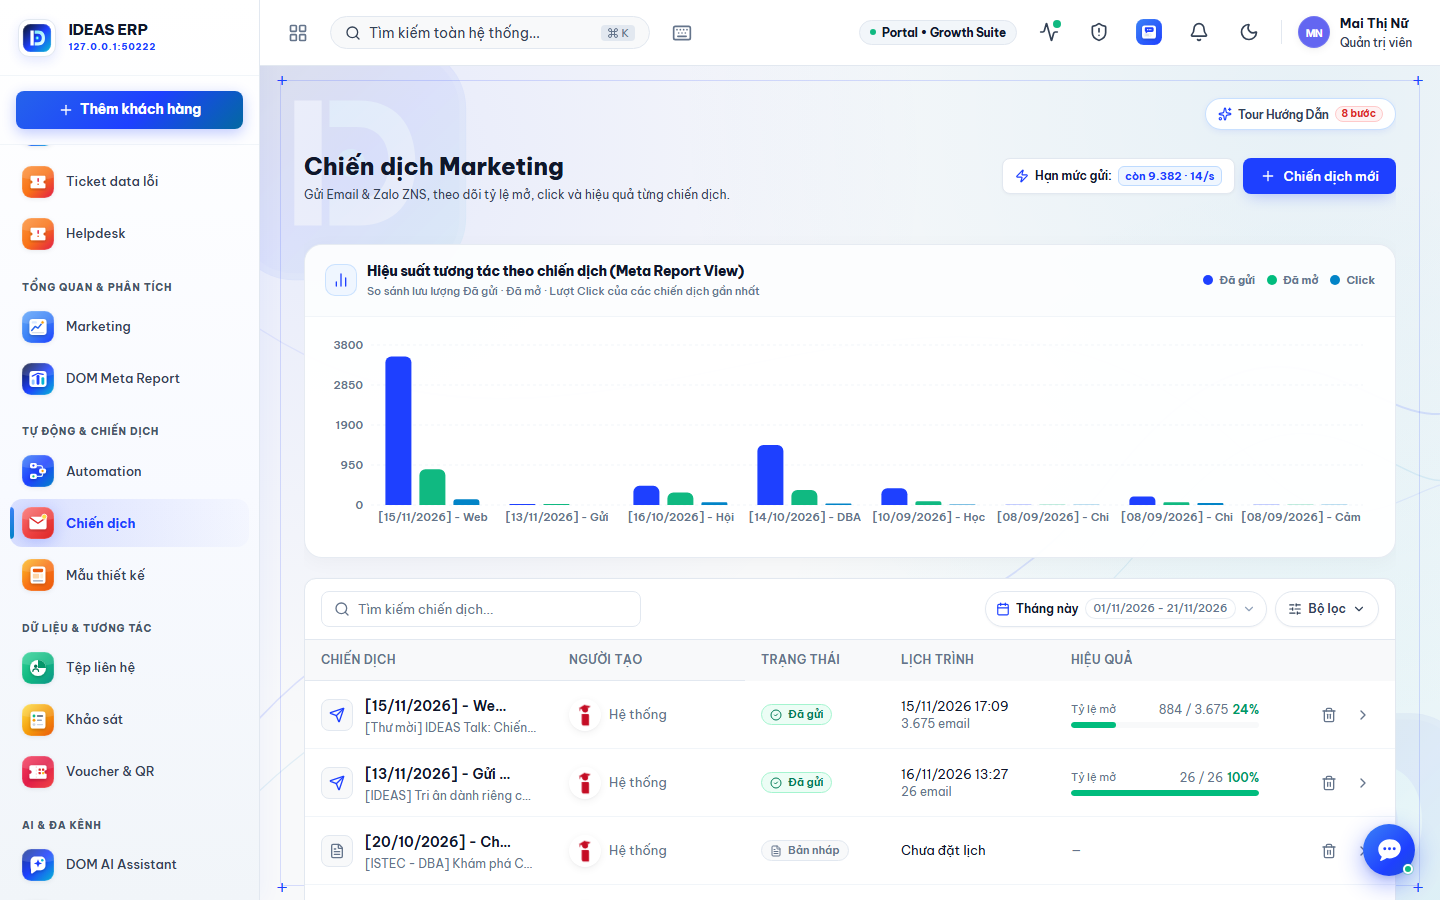 IDEAS ERP
127.0.0.1:50222
Thêm khách hàng
Ticket data lỗi
Helpdesk
TỔNG QUAN & PHÂN TÍCH
Marketing
DOM Meta Report
TỰ ĐỘNG & CHIẾN DỊCH
Automation
Chiến dịch
Mẫu thiết kế
DỮ LIỆU & TƯƠNG TÁC
Tệp liên hệ
Khảo sát
Voucher & QR
AI & ĐA KÊNH
DOM AI Assistant
Tìm kiếm toàn hệ thống...
⌘ K
Portal • Growth Suite
MN
Mai Thị Nữ
Quản trị viên
Tour Hướng Dẫn
8 bước
Chiến dịch Marketing
Gửi Email & Zalo ZNS, theo dõi tỷ lệ mở, click và hiệu quả từng chiến dịch.
Hạn mức gửi:
còn 9.382 · 14/s
Chiến dịch mới
Hiệu suất tương tác theo chiến dịch (Meta Report View)
So sánh lưu lượng Đã gửi · Đã mở · Lượt Click của các chiến dịch gần nhất
Đã gửi
Đã mở
Click
3800
2850
1900
950
0
[15/11/2026] - Web
[13/11/2026] - Gửi
[16/10/2026] - Hội
[14/10/2026] - DBA
[10/09/2026] - Học
[08/09/2026] - Chi
[08/09/2026] - Chi
[08/09/2026] - Cảm
Tìm kiếm chiến dịch...
Tháng này
01/11/2026 - 21/11/2026
Bộ lọc
CHIẾN DỊCH
NGƯỜI TẠO
TRẠNG THÁI
LỊCH TRÌNH
HIỆU QUẢ
[15/11/2026] - We...
[Thư mời] IDEAS Talk: Chiến...
Hệ thống
Đã gửi
15/11/2026 17:09
3.675 email
Tỷ lệ mở
884 / 3.675 24%
[13/11/2026] - Gửi ...
[IDEAS] Tri ân dành riêng c...
Hệ thống
Đã gửi
16/11/2026 13:27
26 email
Tỷ lệ mở
26 / 26 100%
[20/10/2026] - Ch...
[ISTEC - DBA] Khám phá C...
Hệ thống
Bản nháp
Chưa đặt lịch
–